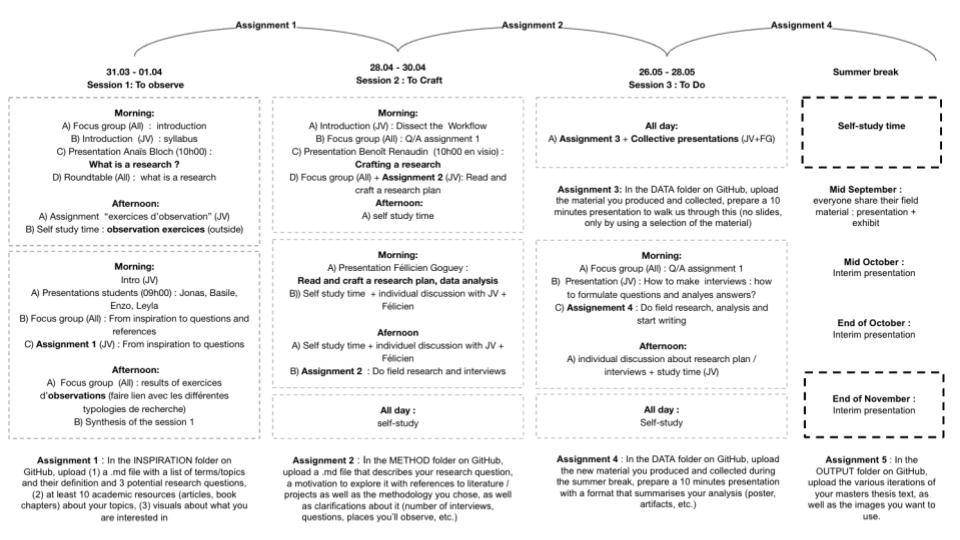 Assignment 1
Assignment 2
Assignment 4
31.03 - 01.04
Session 1: To observe
Morning:
A) Focus group (All) : introduction
B) Introduction (JV) : syllabus
C) Presentation Anaïs Bloch (10h00) :
What is a research ?
D) Roundtable (All) : what is a research
Afternoon:
A) Assignment "exercices d'observation" (JV)
B) Self study time : observation exercices (outside)
Morning:
Intro (JV)
A) Presentations students (09h00) : Jonas, Basile,
Enzo, Leyla
B) Focus group (All) : From inspiration to questions and
references
C) Assignment 1 (JV) : From inspiration to questions
Afternoon:
A) Focus group (All) : results of exercices
d'observations (faire lien avec les différentes
typologies de recherche)
B) Synthesis of the session 1
Assignment 1 : In the INSPIRATION folder on
GitHub, upload (1) a .md file with a list of terms/topics
and their definition and 3 potential research questions,
(2) at least 10 academic resources (articles, book
chapters) about your topics, (3) visuals about what you
are interested in
28.04 - 30.04
Session 2 : To Craft
Morning:
A) Introduction (JV) : Dissect the Workflow
B) Focus group (All) : Q/A assignment 1
C) Presentation Benoît Renaudin (10h00 en visio) :
Crafting a research
D) Focus group (All) + Assignment 2 (JV): Read and
craft a research plan
Afternoon:
A) self study time
Morning:
A) Presentation Féllicien Goguey :
Read and craft a research plan, data analysis
B)) Self study time + individual discussion with JV +
Félicien
Afernoon
A) Self study time + individuel discussion with JV +
Félicien
B) Assignment 2 : Do field research and interviews
All day :
self-study
Assignment 2 : In the METHOD folder on GitHub,
upload a .md file that describes your research question,
a motivation to explore it with references to literature /
projects as well as the methodology you chose, as well
as clarifications about it (number of interviews,
questions, places you'll observe, etc.)
26.05 - 28.05
Session 3 : To Do
All day:
A) Assignment 3 + Collective presentations (JV+FG)
Assignment 3: In the DATA folder on GitHub, upload
the material you produced and collected, prepare a 10
minutes presentation to walk us through this (no slides,
only by using a selection of the material)
Morning:
A) Focus group (All) : Q/A assignment 1
B) Presentation (JV) : How to make interviews : how
to formulate questions and analyses answers?
C) Assignement 4 : Do field research, analysis and
start writing
Afternoon:
A) individual discussion about research plan /
interviews + study time (JV)
All day :
Self-study
Assignment 4 : In the DATA folder on GitHub, upload
the new material you produced and collected during
the summer break, prepare a 10 minutes presentation
with a format that summarises your analysis (poster,
artifacts, etc.)
Summer break
Self-study time
Mid September :
everyone share their field
material : presentation +
exhibit
Mid October :
Interim presentation
End of October :
Interim presentation
End of November :
Interim presentation
Assignment 5 : In the
OUTPUT folder on GitHub,
upload the various iterations
of your masters thesis text, as
well as the images you want to
use.